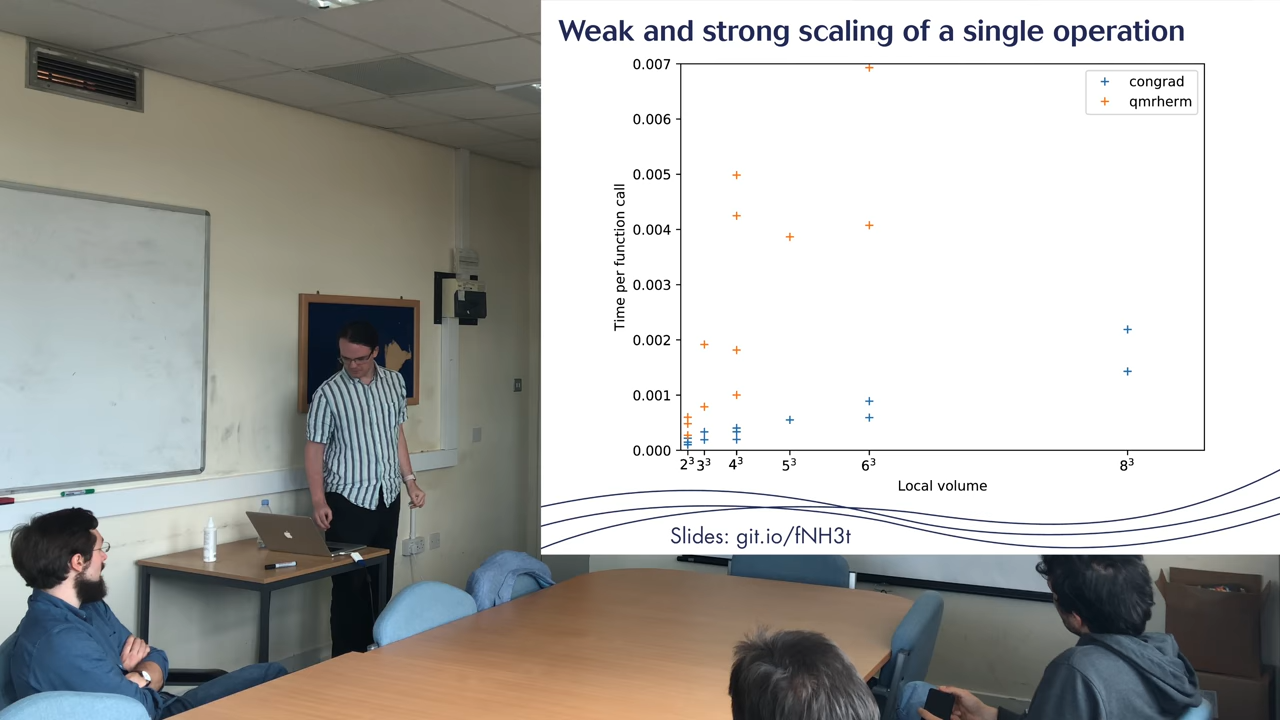 Weak and strong scaling of a single operation
0.007
0.006
0.005
0.004
0.003
0.002
0.001
0.000
Time per function call
congrad
qmrherm
2³ 3³ 4³ 5³ 6³ 8³
Local volume
Slides: git.io/fNH3t